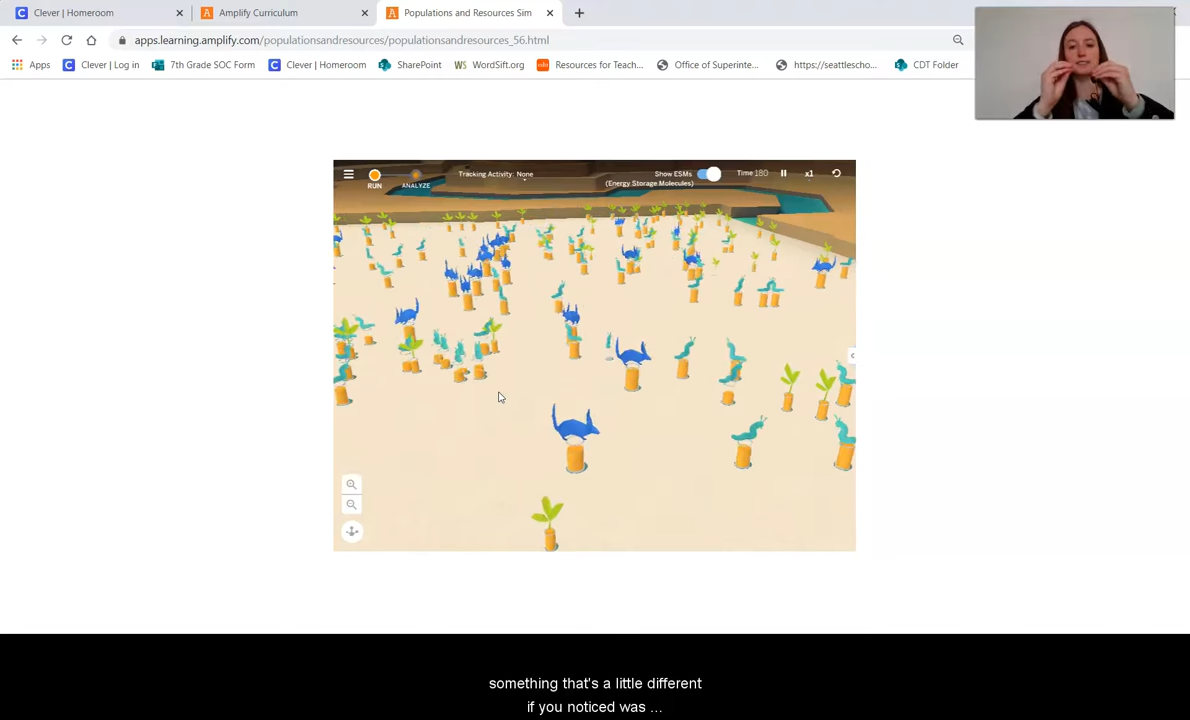 Clever | Homeroom
Amplify Curriculum
Populations and Resources Sim
apps.learning.amplify.com/populationsandresources/populationsandresources_56.html
Apps
Clever | Log in
7th Grade SOC Form
Clever | Homeroom
SharePoint
WS WordSift.org
Resources for Teach...
Office of Superinte...
https://seattlescho...
CDT Folder
RUN
ANALYZE
Tracking Activity: None
Show ESMs
(Energy Storage Molecules)
Time 180
x1
something that's a little different
if you noticed was ...